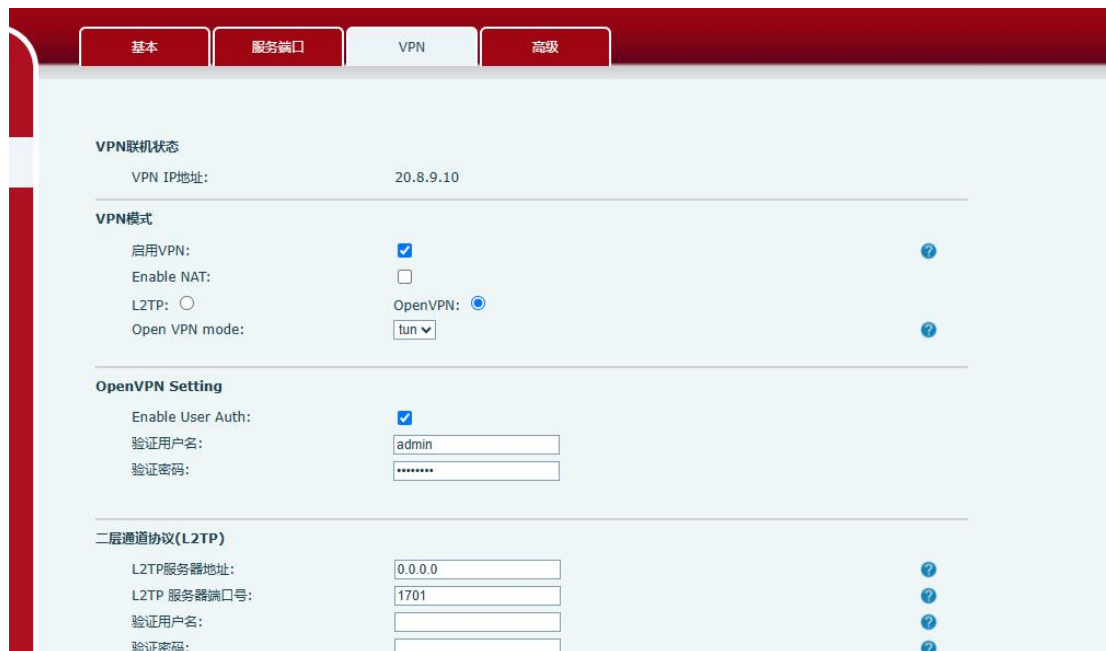 基本 服务端口 VPN 高级
VPN联机状态
VPN IP地址: 20.8.9.10
VPN模式
启用VPN:
Enable NAT:
L2TP: OpenVPN:
Open VPN mode: tun
OpenVPN Setting
Enable User Auth:
验证用户名: admin
验证密码: ••••••••
二层通道协议(L2TP)
L2TP服务器地址: 0.0.0.0
L2TP 服务器端口号: 1701
验证用户名:
验证密码: